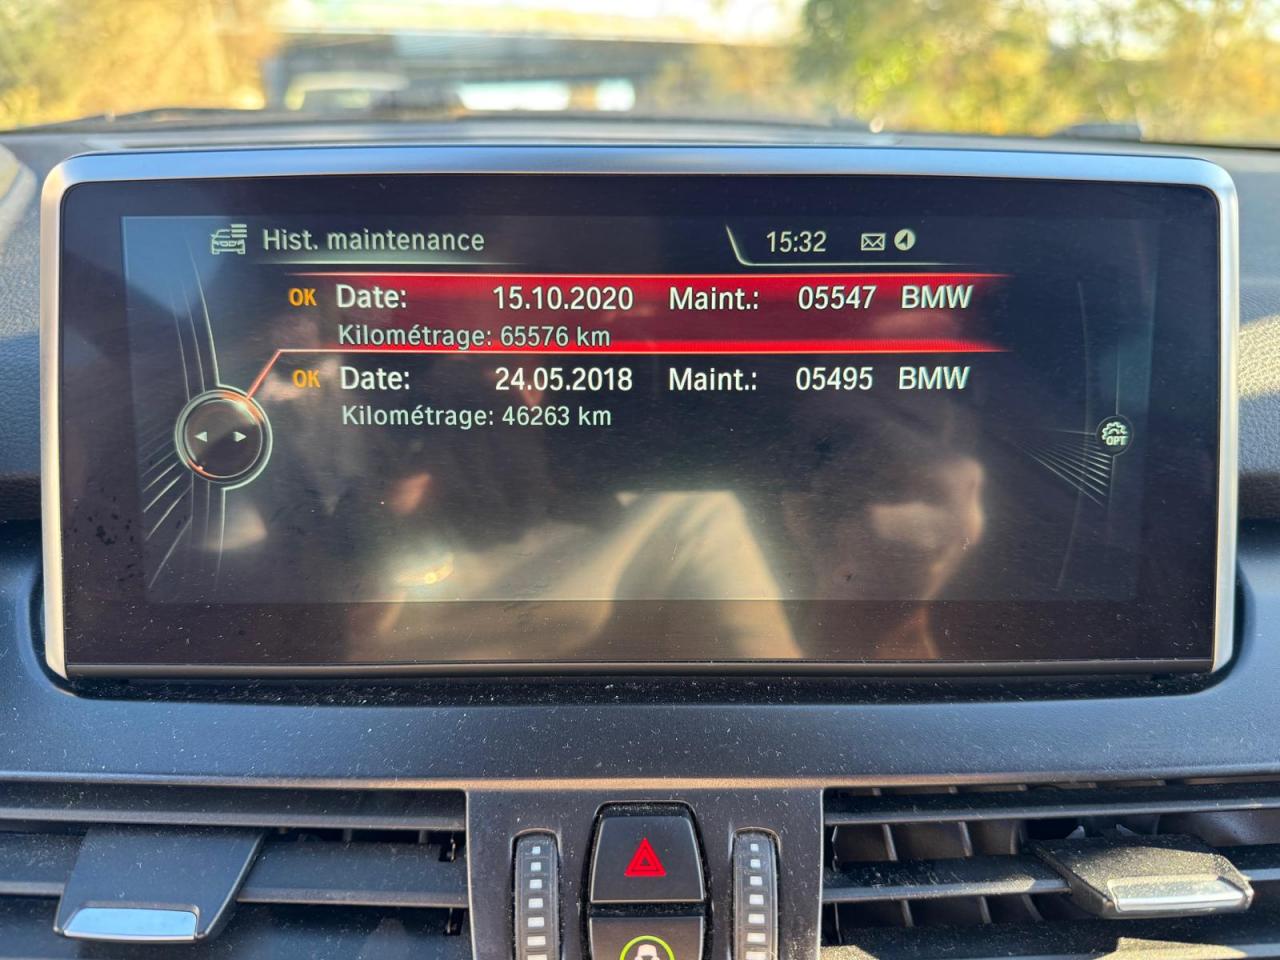 Hist. maintenance 15:32
OK Date: 15.10.2020 Maint.: 05547 BMW
Kilométrage: 65576 km
OK Date: 24.05.2018 Maint.: 05495 BMW
Kilométrage: 46263 km
OPT